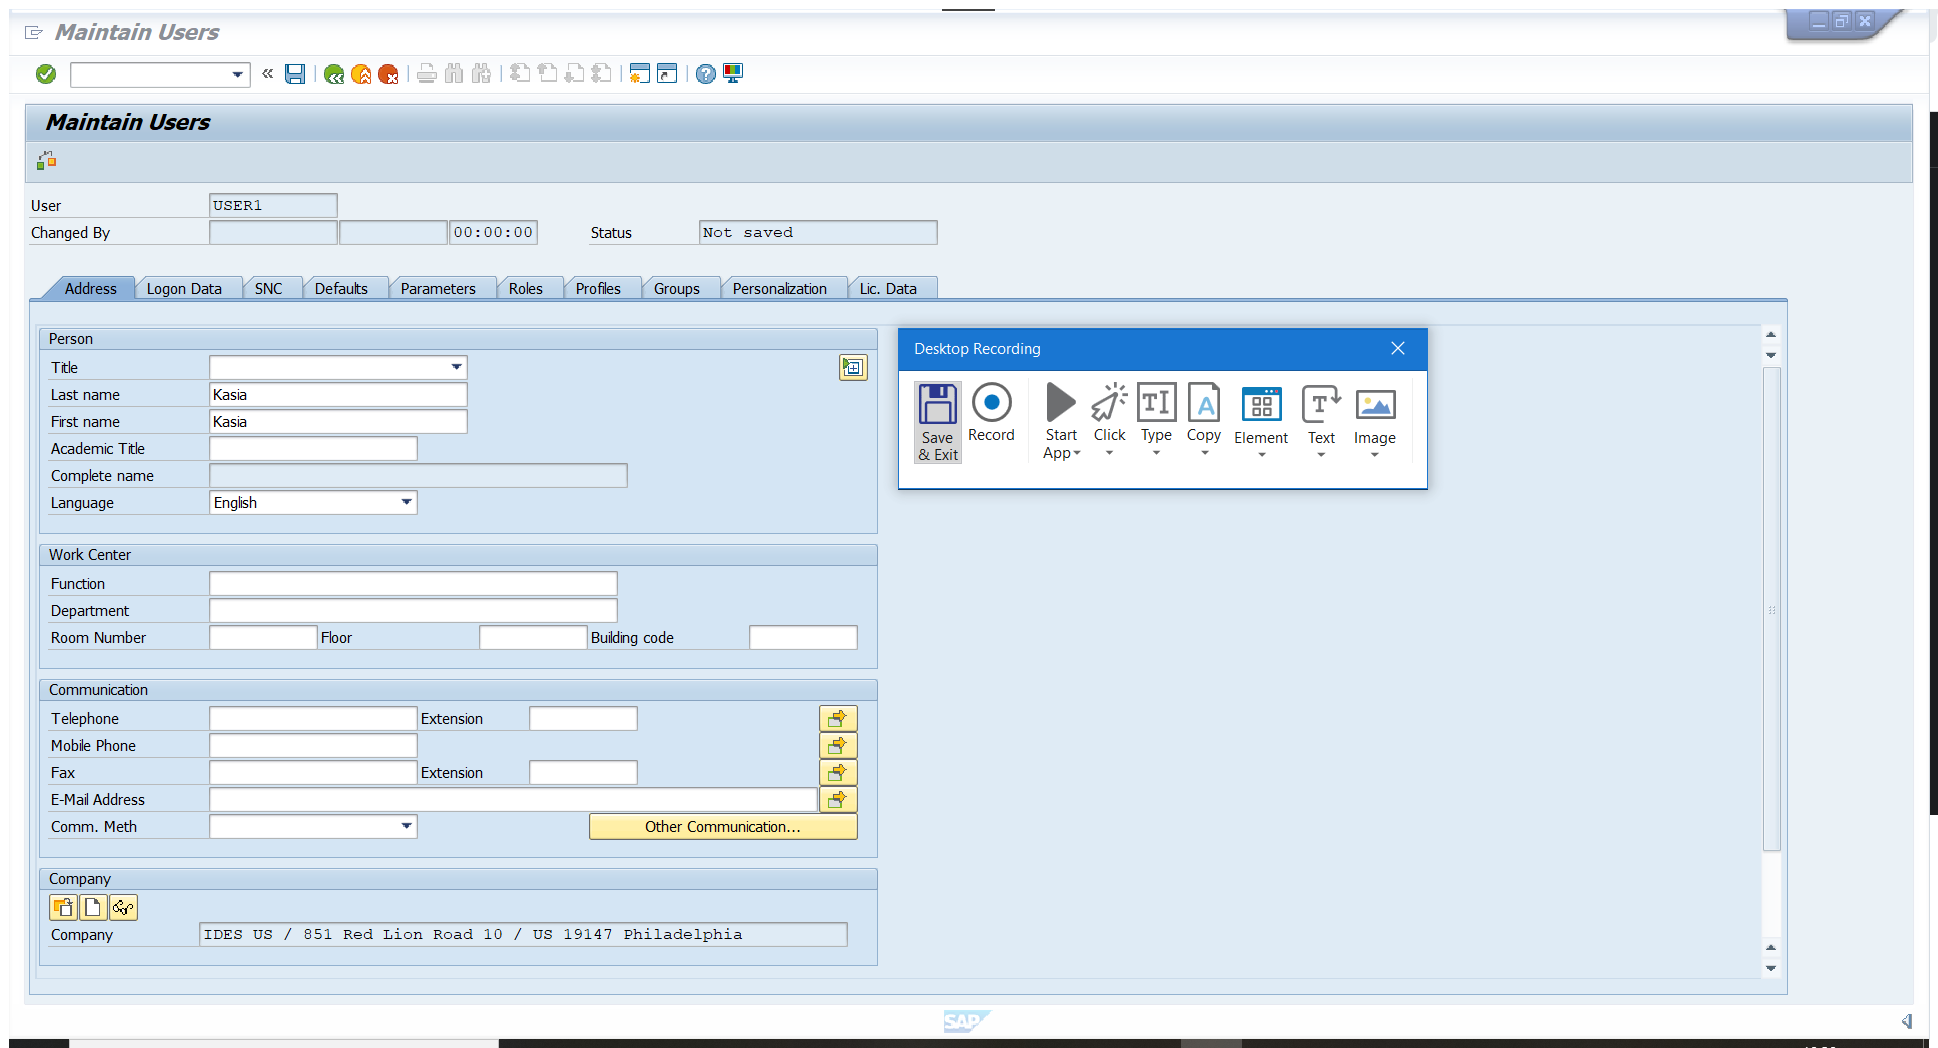 Maintain Users
Maintain Users
User USER1
Changed By 00:00:00 Status Not saved
Address Logon Data SNC Defaults Parameters Roles Profiles Groups Personalization Lic. Data
Person
Title
Last name Kasia
First name Kasia
Academic Title
Complete name
Language English
Desktop Recording
Save & Exit Record Start App Click Type Copy Element Text Image
Work Center
Function
Department
Room Number Floor Building code
Communication
Telephone Extension
Mobile Phone
Fax Extension
E-Mail Address
Comm. Meth Other Communication...
Company
Company IDES US / 851 Red Lion Road 10 / US 19147 Philadelphia
SAP